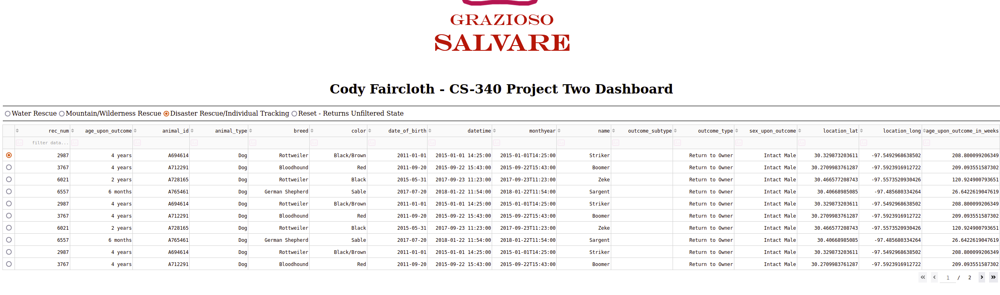 GRAZIOSO
SALVARE
Cody Faircloth - CS-340 Project Two Dashboard
Water Rescue Mountain/Wilderness Rescue Disaster Rescue/Individual Tracking Reset - Returns Unfiltered State
rec_num age_upon_outcome animal_id animal_type breed color date_of_birth datetime monthyear name outcome_subtype outcome_type sex_upon_outcome location_lat location_long age_upon_outcome_in_weeks
Aa filter data... Aa Aa Aa Aa Aa Aa Aa Aa Aa Aa Aa Aa Aa Aa Aa
2987 4 years A694614 Dog Rottweiler Black/Brown 2011-01-01 2015-01-01 14:25:00 2015-01-01T14:25:00 Striker Return to Owner Intact Male 30.329873203611 -97.5492968638502 208.800099206349
3767 4 years A712291 Dog Bloodhound Red 2011-09-20 2015-09-22 15:43:00 2015-09-22T15:43:00 Boomer Return to Owner Intact Male 30.2709983761287 -97.5923916912722 209.093551587302
6021 2 years A728165 Dog Rottweiler Black 2015-05-31 2017-09-23 11:23:00 2017-09-23T11:23:00 Zeke Return to Owner Intact Male 30.466577208743 -97.5573520930426 120.924900793651
6557 6 months A765461 Dog German Shepherd Sable 2017-07-20 2018-01-22 11:54:00 2018-01-22T11:54:00 Sargent Return to Owner Intact Male 30.40668985085 -97.485680334264 26.6422619047619
2987 4 years A694614 Dog Rottweiler Black/Brown 2011-01-01 2015-01-01 14:25:00 2015-01-01T14:25:00 Striker Return to Owner Intact Male 30.329873203611 -97.5492968638502 208.800099206349
3767 4 years A712291 Dog Bloodhound Red 2011-09-20 2015-09-22 15:43:00 2015-09-22T15:43:00 Boomer Return to Owner Intact Male 30.2709983761287 -97.5923916912722 209.093551587302
6021 2 years A728165 Dog Rottweiler Black 2015-05-31 2017-09-23 11:23:00 2017-09-23T11:23:00 Zeke Return to Owner Intact Male 30.466577208743 -97.5573520930426 120.924900793651
6557 6 months A765461 Dog German Shepherd Sable 2017-07-20 2018-01-22 11:54:00 2018-01-22T11:54:00 Sargent Return to Owner Intact Male 30.40668985085 -97.485680334264 26.6422619047619
2987 4 years A694614 Dog Rottweiler Black/Brown 2011-01-01 2015-01-01 14:25:00 2015-01-01T14:25:00 Striker Return to Owner Intact Male 30.329873203611 -97.5492968638502 208.800099206349
3767 4 years A712291 Dog Bloodhound Red 2011-09-20 2015-09-22 15:43:00 2015-09-22T15:43:00 Boomer Return to Owner Intact Male 30.2709983761287 -97.5923916912722 209.093551587302
1 / 2